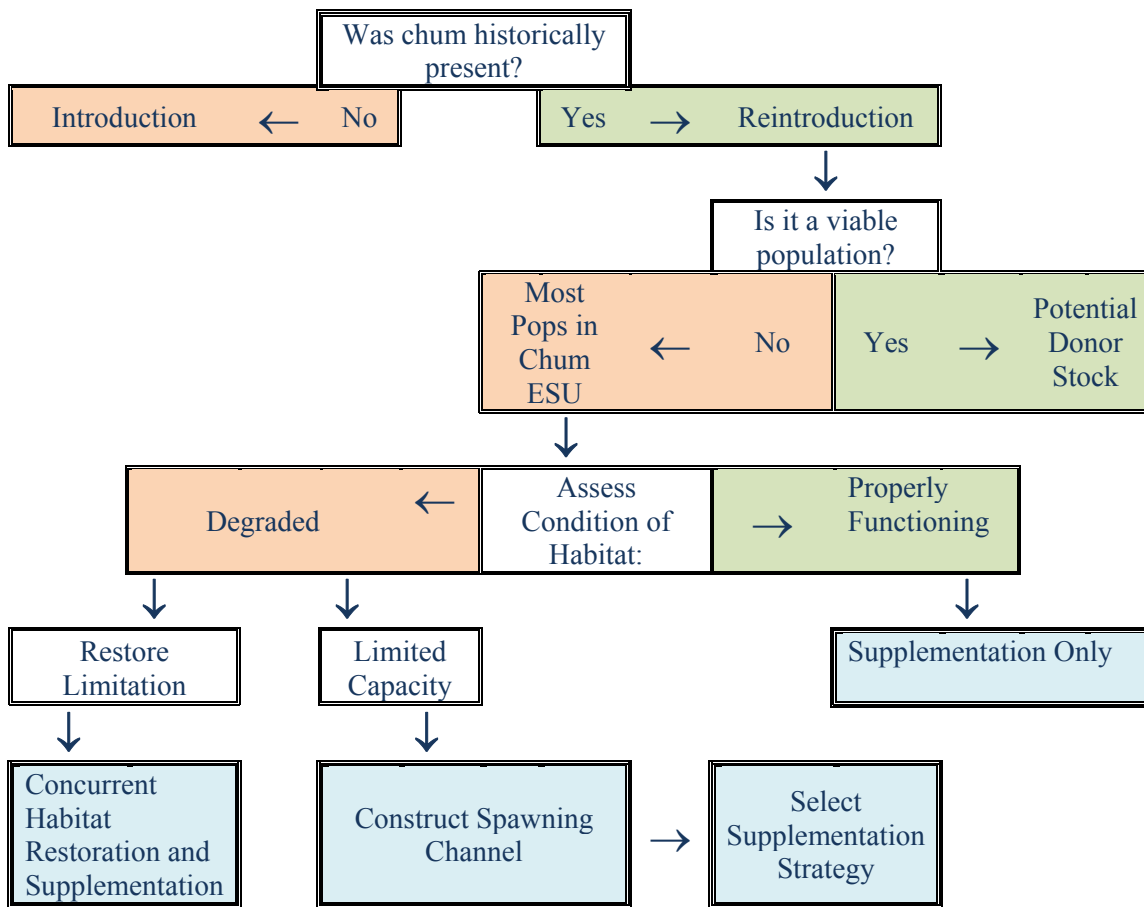 Was chum historically
present?
Introduction ← No
Yes → Reintroduction
↓
Is it a viable
population?
Most
Pops in
Chum
ESU
← No
Yes →
Potential
Donor
Stock
↓
Degraded
←
Assess
Condition of
Habitat:
→
Properly
Functioning
↓ ↓ ↓
Restore
Limitation
Limited
Capacity
Supplementation Only
↓ ↓
Concurrent
Habitat
Restoration and
Supplementation
Construct Spawning
Channel
→
Select
Supplementation
Strategy